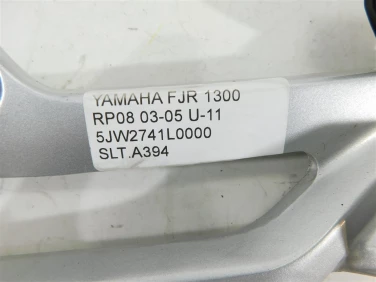 YAMAHA FJR 1300
RP08 03-05 U-11
5JW2741L0000
SLT.A394